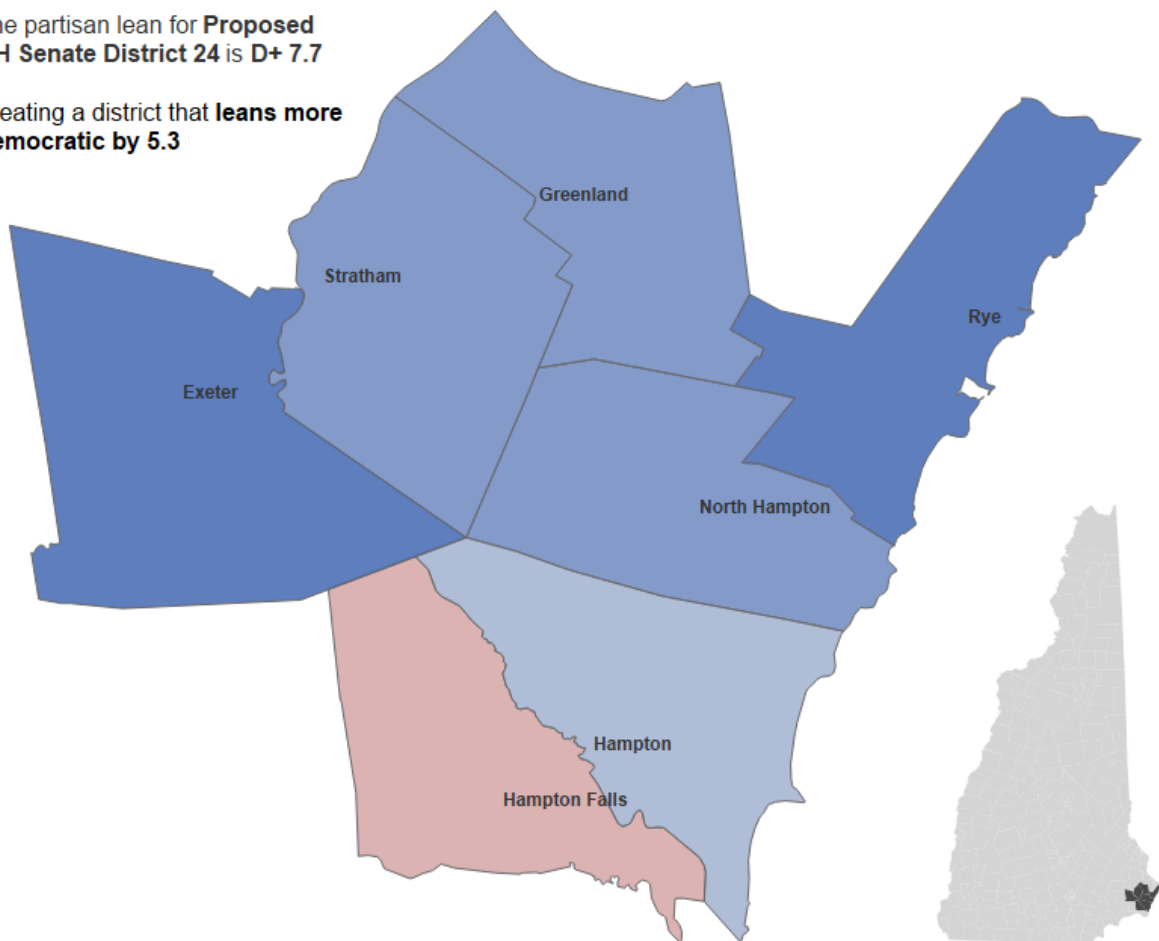 he partisan lean for Proposed
H Senate District 24 is D+ 7.7
eating a district that leans more
emocratic by 5.3
Greenland
Stratham
Rye
Exeter
North Hampton
Hampton
Hampton Falls